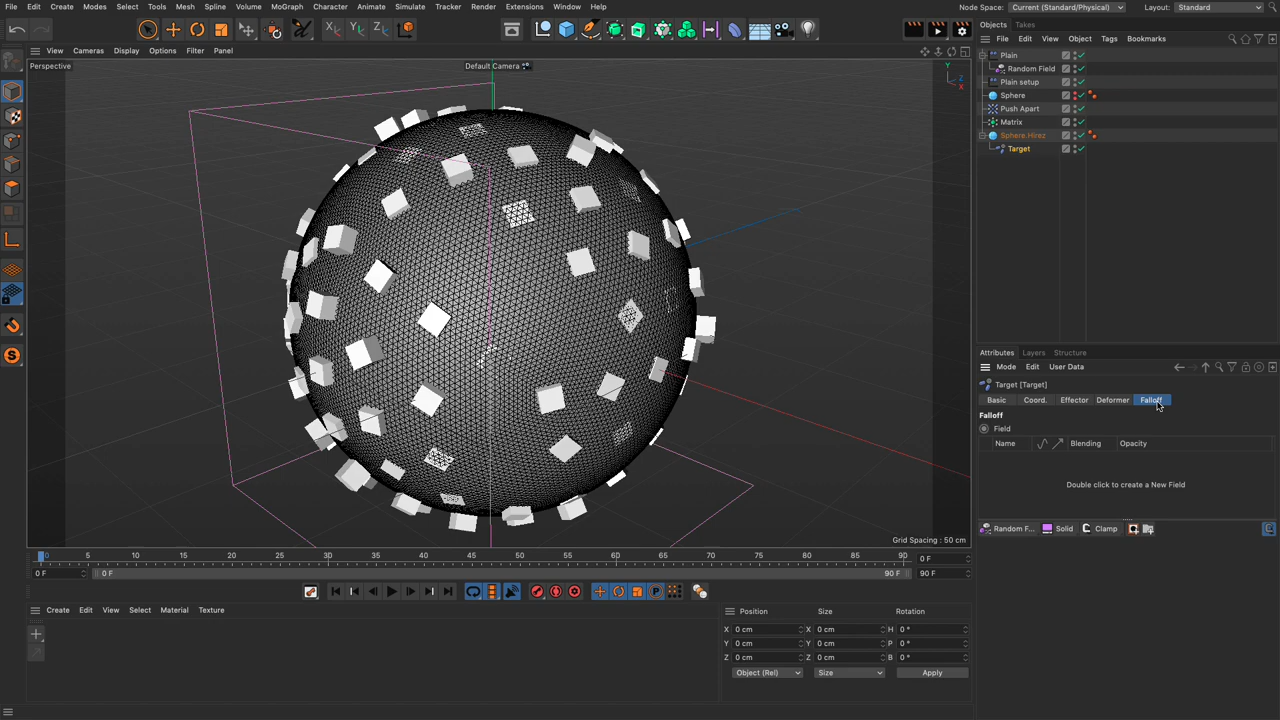 File Edit Create Modes Select Tools Mesh Spline Volume MoGraph Character Animate Simulate Tracker Render Extensions Window Help Node Space: Current (Standard/Physical) Layout: Standard
Objects Takes
File Edit View Object Tags Bookmarks
View Cameras Display Options Filter Panel
Perspective Default Camera
Y
Z
X
Plain
Random Field
Plain setup
Sphere
Push Apart
Matrix
Sphere.Hirez
Target
Attributes Layers Structure
Mode Edit User Data
Target [Target]
Basic Coord. Effector Deformer Falloff
Falloff
Field
Name Blending Opacity
Double click to create a New Field
Random F... Solid Clamp
Grid Spacing : 50 cm
0 5 10 15 20 25 30 35 40 45 50 55 60 65 70 75 80 85 90 0 F
0 F 0 F 90 F 90 F
Create Edit View Select Material Texture
Position Size Rotation
X 0 cm X 0 cm H 0 °
Y 0 cm Y 0 cm P 0 °
Z 0 cm Z 0 cm B 0 °
Object (Rel) Size Apply